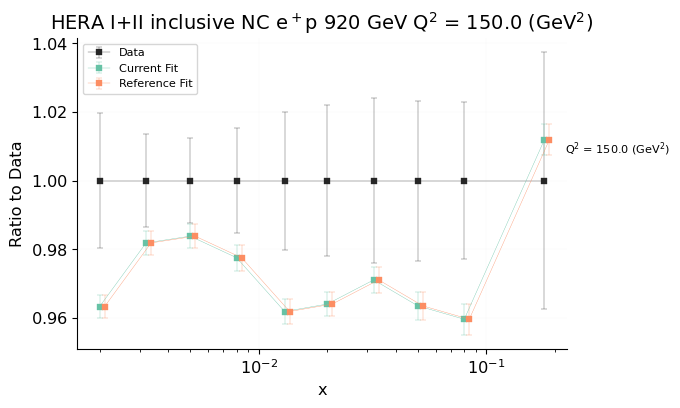 HERA I+II inclusive NC e⁺p 920 GeV Q² = 150.0 (GeV²)
1.04
1.02
1.00
0.98
0.96
Ratio to Data
Data
Current Fit
Reference Fit
Q² = 150.0 (GeV²)
10⁻²
10⁻¹
x